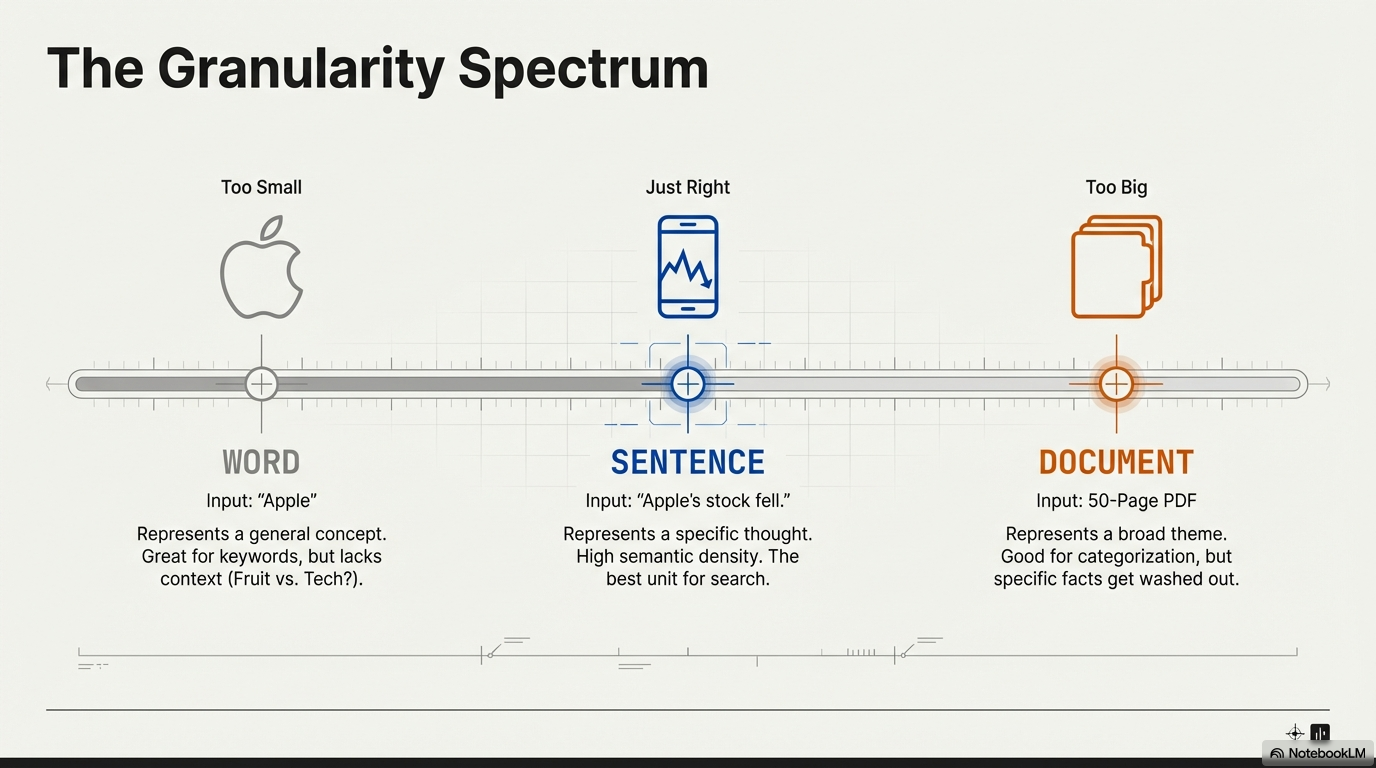 The Granularity Spectrum
Too Small
Just Right
Too Big
WORD
Input: “Apple”
Represents a general concept.
Great for keywords, but lacks
context (Fruit vs. Tech?).
SENTENCE
Input: “Apple’s stock fell.”
Represents a specific thought.
High semantic density. The
best unit for search.
DOCUMENT
Input: 50-Page PDF
Represents a broad theme.
Good for categorization, but
specific facts get washed out.
NotebookLM